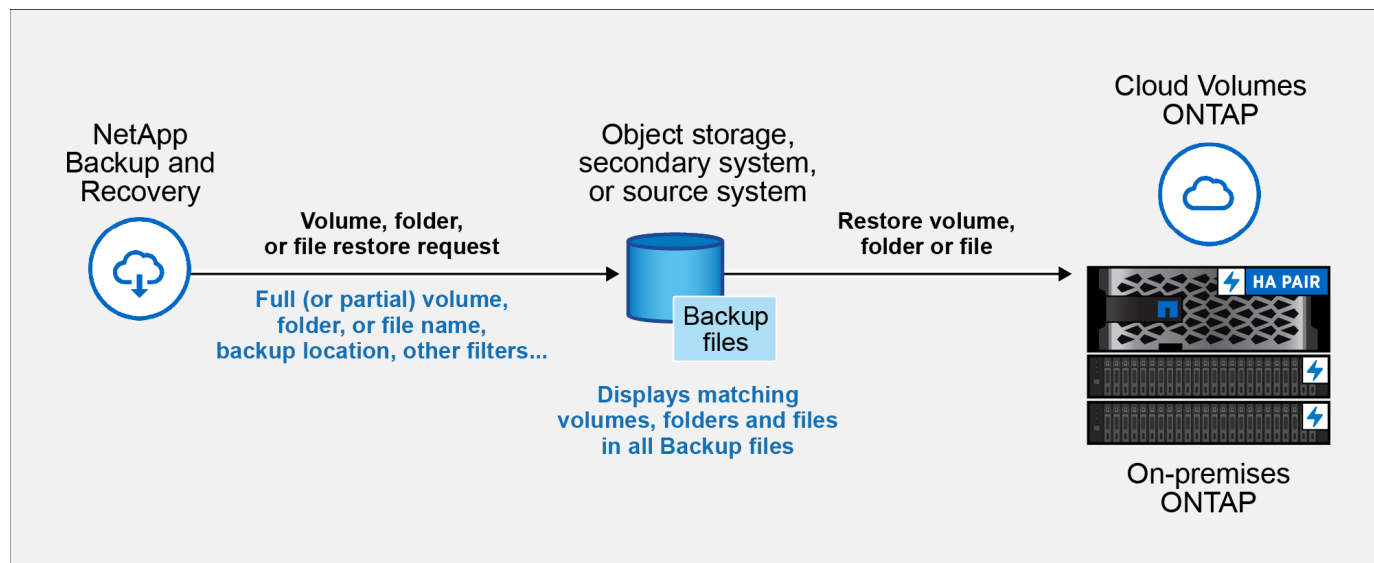 NetApp
Backup and
Recovery
Volume, folder,
or file restore request
Full (or partial) volume,
folder, or file name,
backup location, other filters...
Object storage,
secondary system,
or source system
Backup
files
Displays matching
volumes, folders and files
in all Backup files
Restore volume,
folder or file
Cloud Volumes
ONTAP
HA PAIR
On-premises
ONTAP